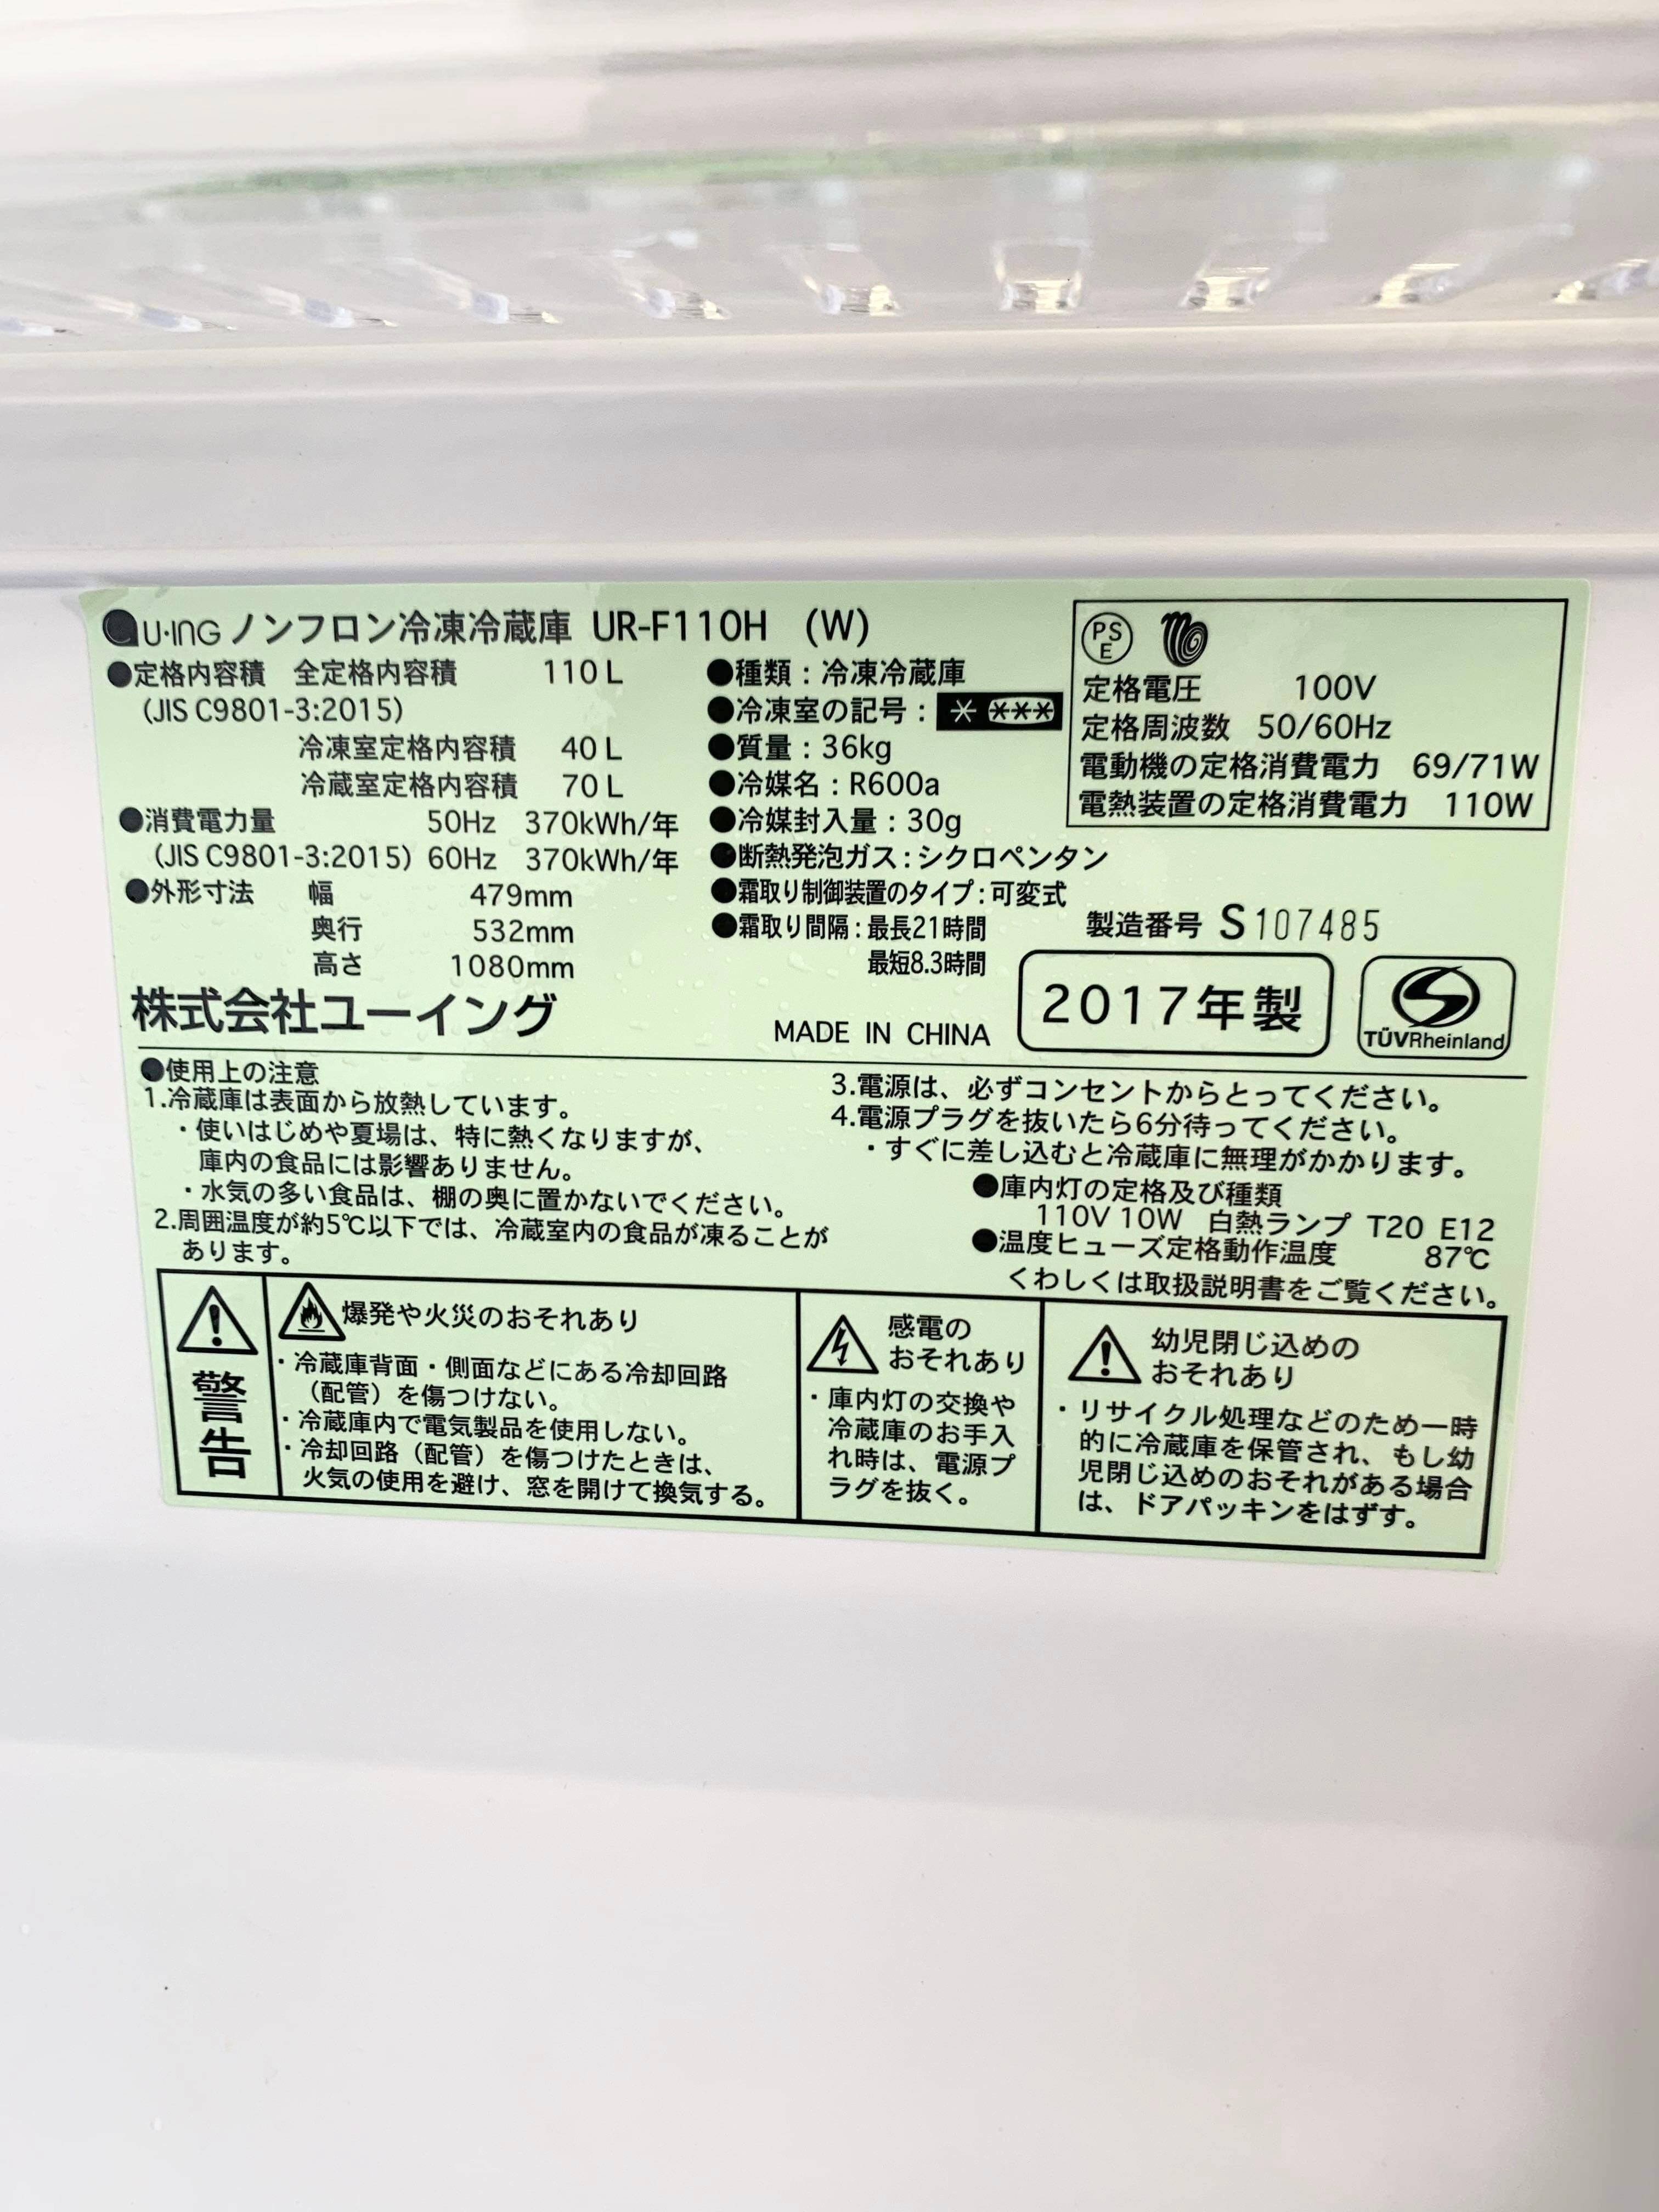 U·ING ノンフロン冷凍冷蔵庫 UR-F110H (W)
●定格内容積 全定格内容積 110L
(JIS C9801-3:2015)
冷凍室定格内容積 40L
冷蔵室定格内容積 70L
●消費電力量 50Hz 370kWh/年
(JIS C9801-3:2015) 60Hz 370kWh/年
●外形寸法 幅 479mm
奥行 532mm
高さ 1080mm
株式会社ユーイング
●種類：冷凍冷蔵庫
●冷凍室の記号：* ***
●質量：36kg
●冷媒名：R600a
●冷媒封入量：30g
●断熱発泡ガス：シクロペンタン
●霜取り制御装置のタイプ：可変式
●霜取り間隔：最長21時間
最短8.3時間
MADE IN CHINA
PS
E
定格電圧 100V
定格周波数 50/60Hz
電動機の定格消費電力 69/71W
電熱装置の定格消費電力 110W
製造番号 S107485
2017年製
TÜVRheinland
●使用上の注意
1.冷蔵庫は表面から放熱しています。
・使いはじめや夏場は、特に熱くなりますが、
庫内の食品には影響ありません。
・水気の多い食品は、棚の奥に置かないでください。
2.周囲温度が約5℃以下では、冷蔵室内の食品が凍ることが
あります。
3.電源は、必ずコンセントからとってください。
4.電源プラグを抜いたら6分待ってください。
・すぐに差し込むと冷蔵庫に無理がかかります。
●庫内灯の定格及び種類
110V 10W 白熱ランプ T20 E12
●温度ヒューズ定格動作温度 87℃
くわしくは取扱説明書をご覧ください。
警告
爆発や火災のおそれあり
・冷蔵庫背面・側面などにある冷却回路
（配管）を傷つけない。
・冷蔵庫内で電気製品を使用しない。
・冷却回路（配管）を傷つけたときは、
火気の使用を避け、窓を開けて換気する。
感電の
おそれあり
・庫内灯の交換や
冷蔵庫のお手入
れ時は、電源プ
ラグを抜く。
幼児閉じ込めの
おそれあり
・リサイクル処理などのため一時
的に冷蔵庫を保管され、もし幼
児閉じ込めのおそれがある場合
は、ドアパッキンをはずす。